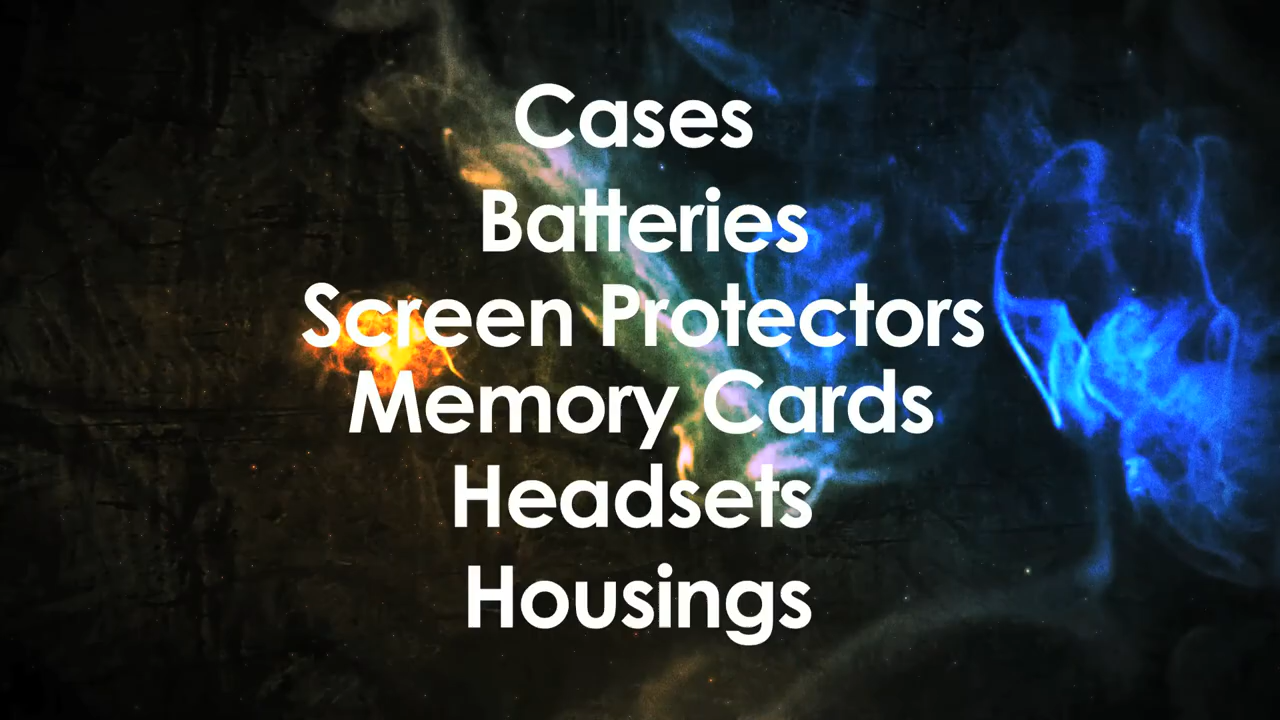 Cases
Batteries
Screen Protectors
Memory Cards
Headsets
Housings